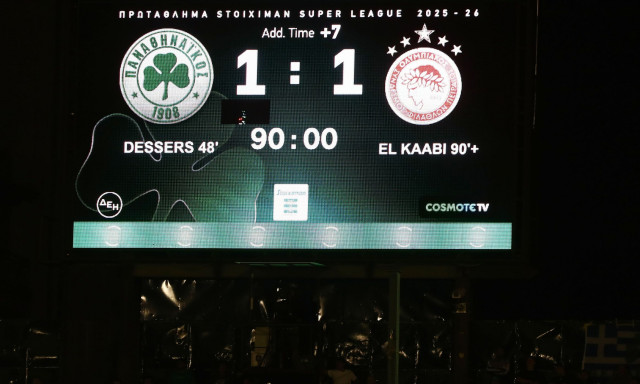 ΠΡΩΤΑΘΛΗΜΑ STOIXIMAN SUPER LEAGUE 2025 - 26
Add. Time +7
ΠΑΝΑΘΗΝΑΪΚΟΣ
1908
1 : 1
90:00
DESSERS 48'
EL KAABI 90'+
ΔΕΗ
COSMOTE TV